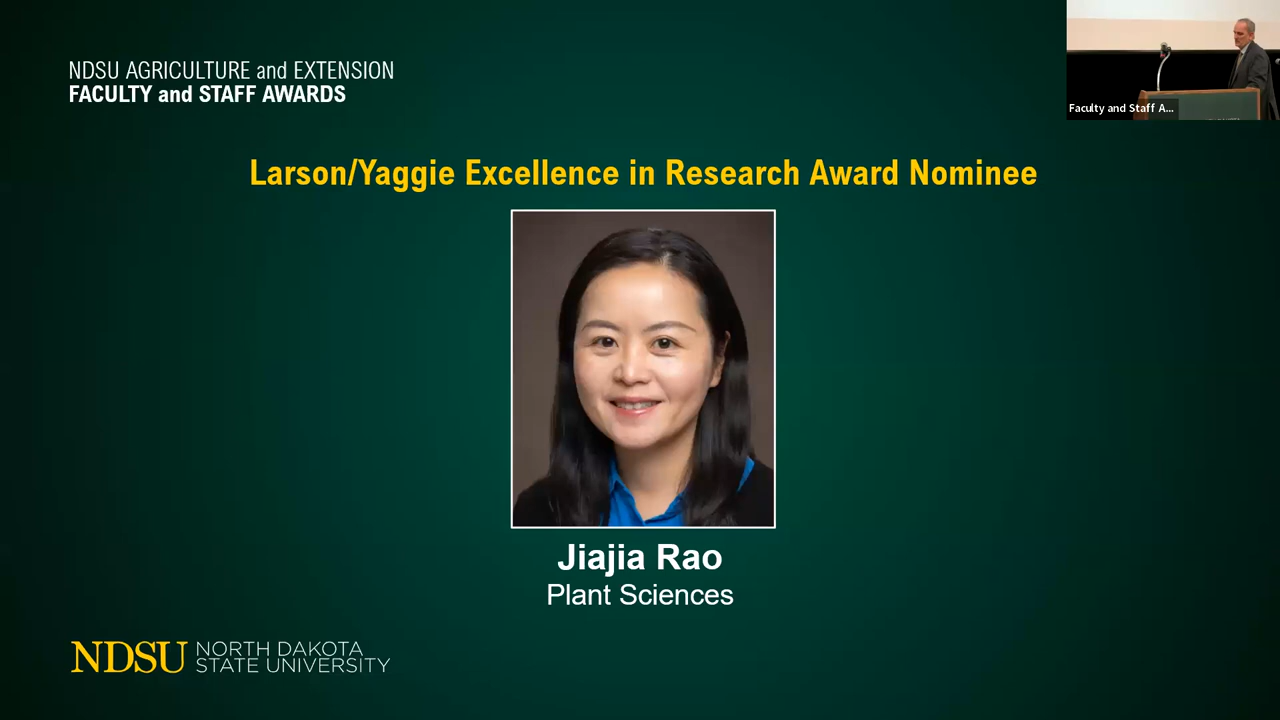 NDSU AGRICULTURE and EXTENSION
FACULTY and STAFF AWARDS
Faculty and Staff A...
Larson/Yaggie Excellence in Research Award Nominee
Jiajia Rao
Plant Sciences
NDSU NORTH DAKOTA
STATE UNIVERSITY